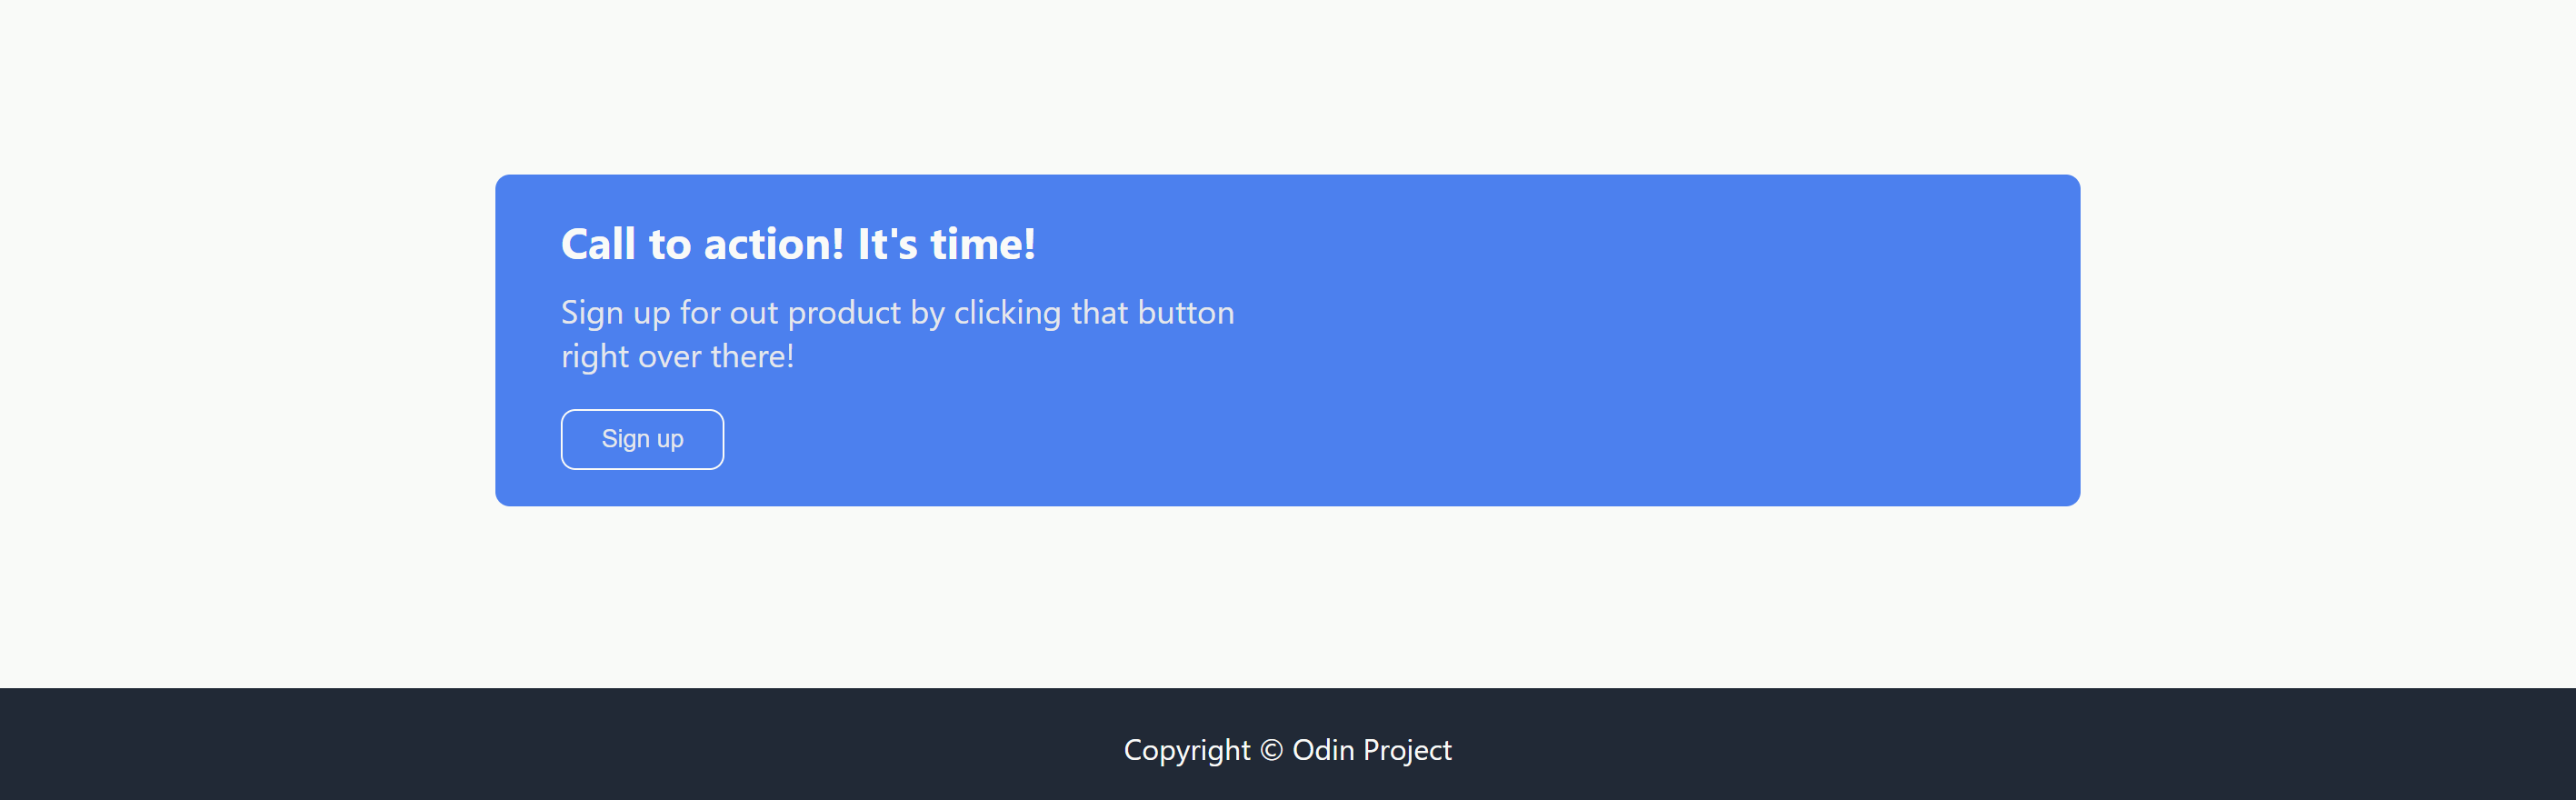 Call to action! It's time!
Sign up for out product by clicking that button
right over there!
Sign up
Copyright © Odin Project